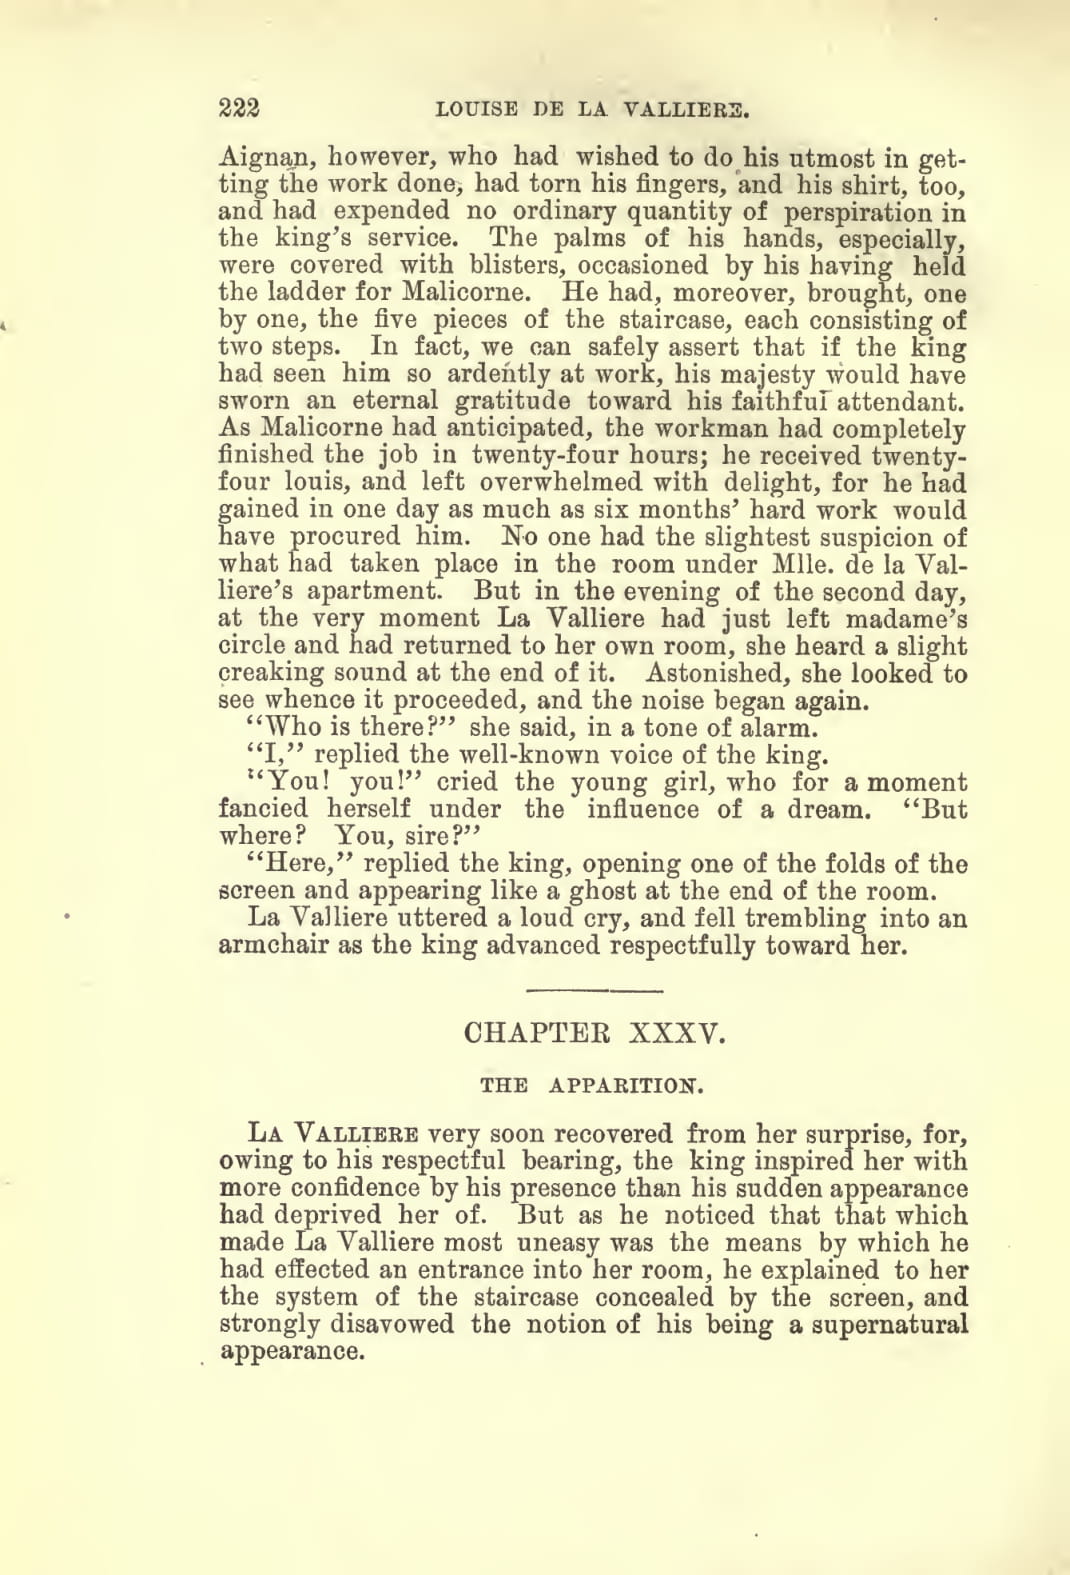 222 LOUISE DE LA VALLIERE.
Aignan, however, who had wished to do his utmost in get-
ting the work done, had torn his fingers, and his shirt, too,
and had expended no ordinary quantity of perspiration in
the king's service. The palms of his hands, especially,
were covered with blisters, occasioned by his having held
the ladder for Malicorne. He had, moreover, brought, one
by one, the five pieces of the staircase, each consisting of
two steps. In fact, we can safely assert that if the king
had seen him so ardently at work, his majesty would have
sworn an eternal gratitude toward his faithful attendant.
As Malicorne had anticipated, the workman had completely
finished the job in twenty-four hours; he received twenty-
four louis, and left overwhelmed with delight, for he had
gained in one day as much as six months' hard work would
have procured him. No one had the slightest suspicion of
what had taken place in the room under Mlle. de la Val-
liere's apartment. But in the evening of the second day,
at the very moment La Valliere had just left madame's
circle and had returned to her own room, she heard a slight
creaking sound at the end of it. Astonished, she looked to
see whence it proceeded, and the noise began again.
"Who is there?" she said, in a tone of alarm.
"I," replied the well-known voice of the king.
"You! you!" cried the young girl, who for a moment
fancied herself under the influence of a dream. "But
where? You, sire?"
"Here," replied the king, opening one of the folds of the
screen and appearing like a ghost at the end of the room.
La Valliere uttered a loud cry, and fell trembling into an
armchair as the king advanced respectfully toward her.
CHAPTER XXXV.
THE APPARITION.
LA VALLIERE very soon recovered from her surprise, for,
owing to his respectful bearing, the king inspired her with
more confidence by his presence than his sudden appearance
had deprived her of. But as he noticed that that which
made La Valliere most uneasy was the means by which he
had effected an entrance into her room, he explained to her
the system of the staircase concealed by the screen, and
strongly disavowed the notion of his being a supernatural
appearance.